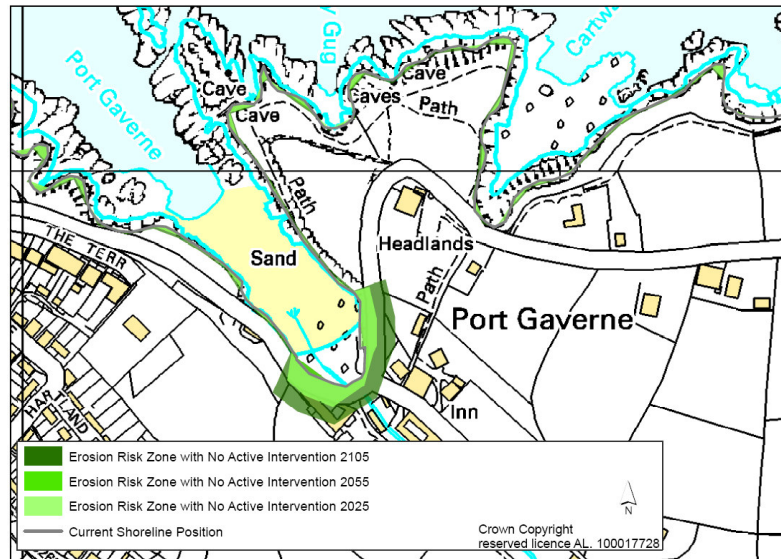 Port Gaverne
Cave
Cave
Gug
Caves
Cave
Path
Path
Sand
THE TERR
Headlands
Path
Port Gaverne
Inn
HARTLAND
Erosion Risk Zone with No Active Intervention 2105
Erosion Risk Zone with No Active Intervention 2055
Erosion Risk Zone with No Active Intervention 2025
Current Shoreline Position
N
Crown Copyright
reserved licence AL. 100017728